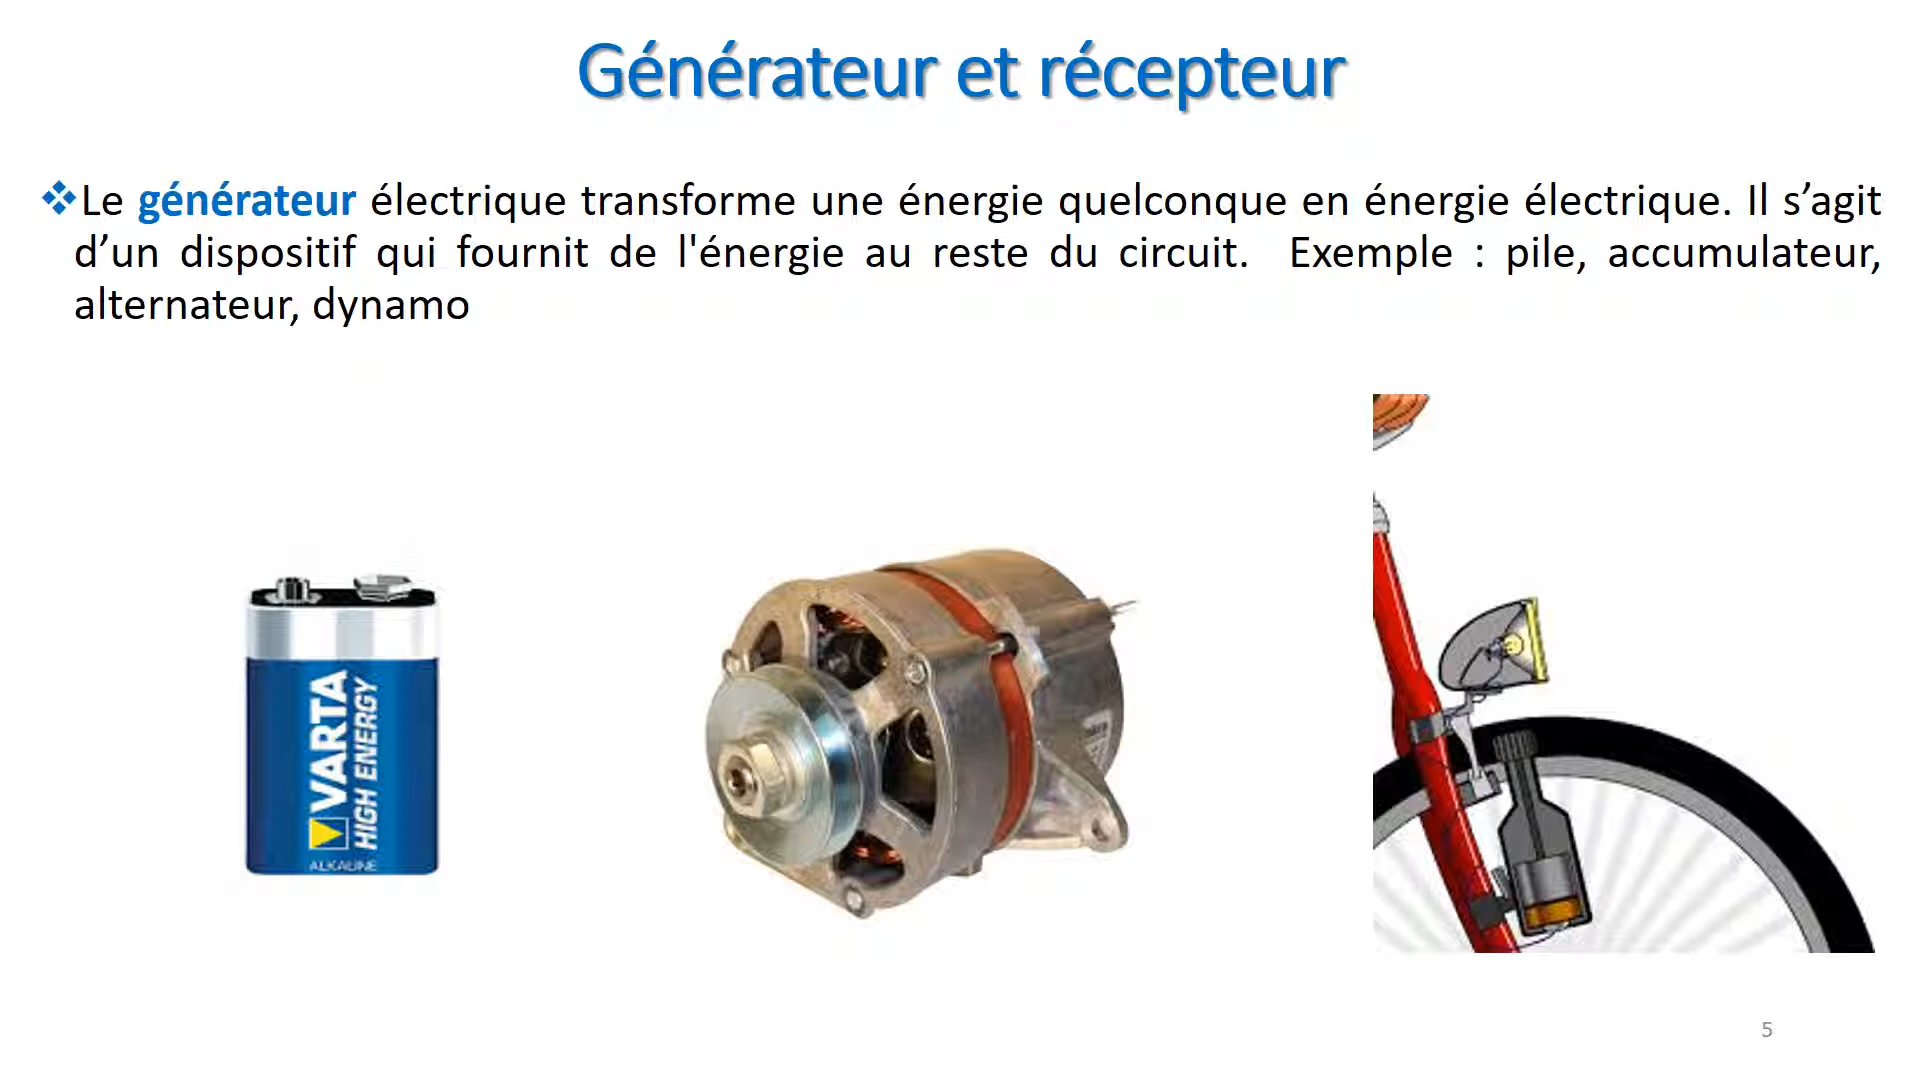 Générateur et récepteur
❖Le générateur électrique transforme une énergie quelconque en énergie électrique. Il s’agit
d’un dispositif qui fournit de l'énergie au reste du circuit. Exemple : pile, accumulateur,
alternateur, dynamo
VARTA
HIGH ENERGY
ALKALINE
5